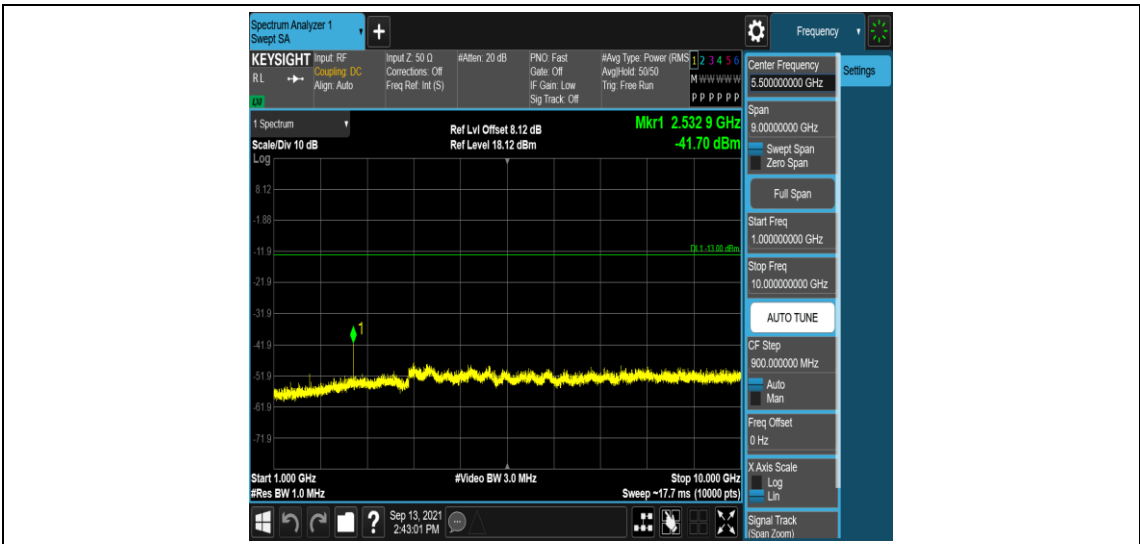 Spectrum Analyzer 1
Swept SA
+
Frequency
KEYSIGHT
RL
LXI
Input: RF
Coupling: DC
Align: Auto
Input Z: 50 Ω
Corrections: Off
Freq Ref: Int (S)
#Atten: 20 dB
PNO: Fast
Gate: Off
IF Gain: Low
Sig Track: Off
#Avg Type: Power (RMS
Avg|Hold: 50/50
Trig: Free Run
1 2 3 4 5 6
M W W W W W
P P P P P P
1 Spectrum
Scale/Div 10 dB
Log
Ref Lvl Offset 8.12 dB
Ref Level 18.12 dBm
Mkr1 2.532 9 GHz
-41.70 dBm
8.12
-1.88
-11.9
DL1 -13.00 dBm
-21.9
-31.9
1
-41.9
-51.9
-61.9
-71.9
Start 1.000 GHz
#Res BW 1.0 MHz
#Video BW 3.0 MHz
Stop 10.000 GHz
Sweep ~17.7 ms (10000 pts)
?
Sep 13, 2021
2:43:01 PM
Center Frequency
5.500000000 GHz
Settings
Span
9.00000000 GHz
Swept Span
Zero Span
Full Span
Start Freq
1.000000000 GHz
Stop Freq
10.000000000 GHz
AUTO TUNE
CF Step
900.000000 MHz
Auto
Man
Freq Offset
0 Hz
X Axis Scale
Log
Lin
Signal Track
(Span Zoom)